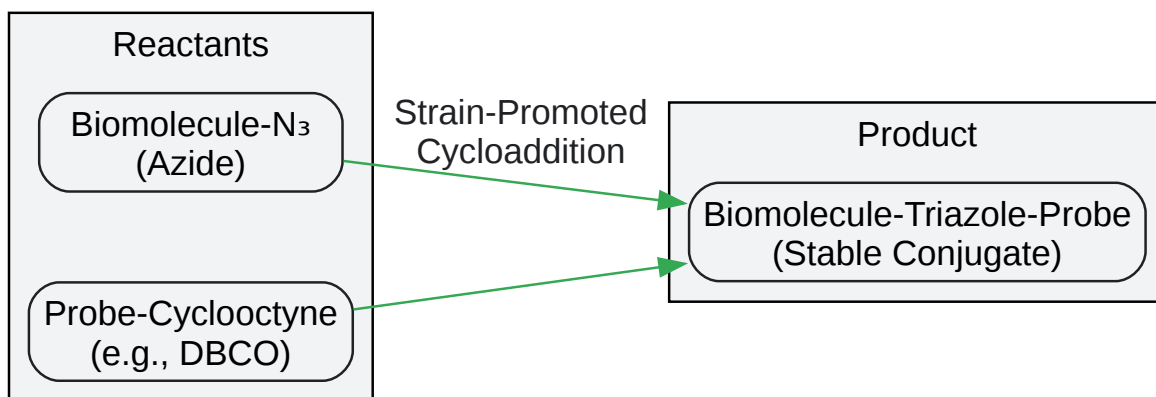 Reactants
Biomolecule-N₃
(Azide)
Probe-Cyclooctyne
(e.g., DBCO)
Strain-Promoted
Cycloaddition
Product
Biomolecule-Triazole-Probe
(Stable Conjugate)